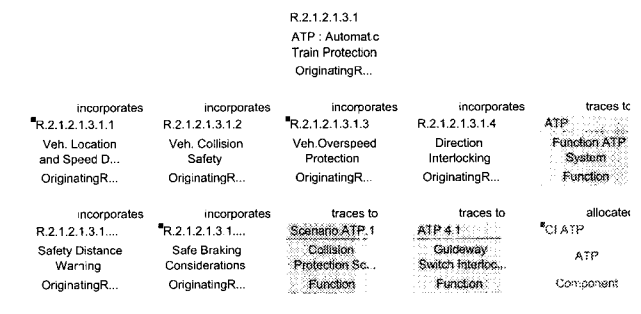 R.2.1.2.1.3.1
ATP : Automat.c
Train Protection
OriginatingR...
incorporates incorporates incorporates incorporates traces to
R.2.1.2.1.3.1.1 R.2.1.2.1.3.1.2 R.2.1.2.1.3.1.3 R.2.1.2.1.3.1.4 ATP
Veh. Location Veh. Collision Veh.Overspeed Direction Function ATP
and Speed D... Safety Protection Interlocking System
OriginatingR... OriginatingR... OriginatingR... OriginatingR... Function
incorporates incorporates traces to traces to allocated
R.2.1.2.1.3.1.... R.2.1.2.1.3 1.... Scenario ATP.1 ATP 4.1 CI ATP
Safety Distance Safe Braking Collision Guideway ATP
Warning Considerations Protection Sc... Switch Interloc...
OriginatingR... OriginatingR... Function Function Component